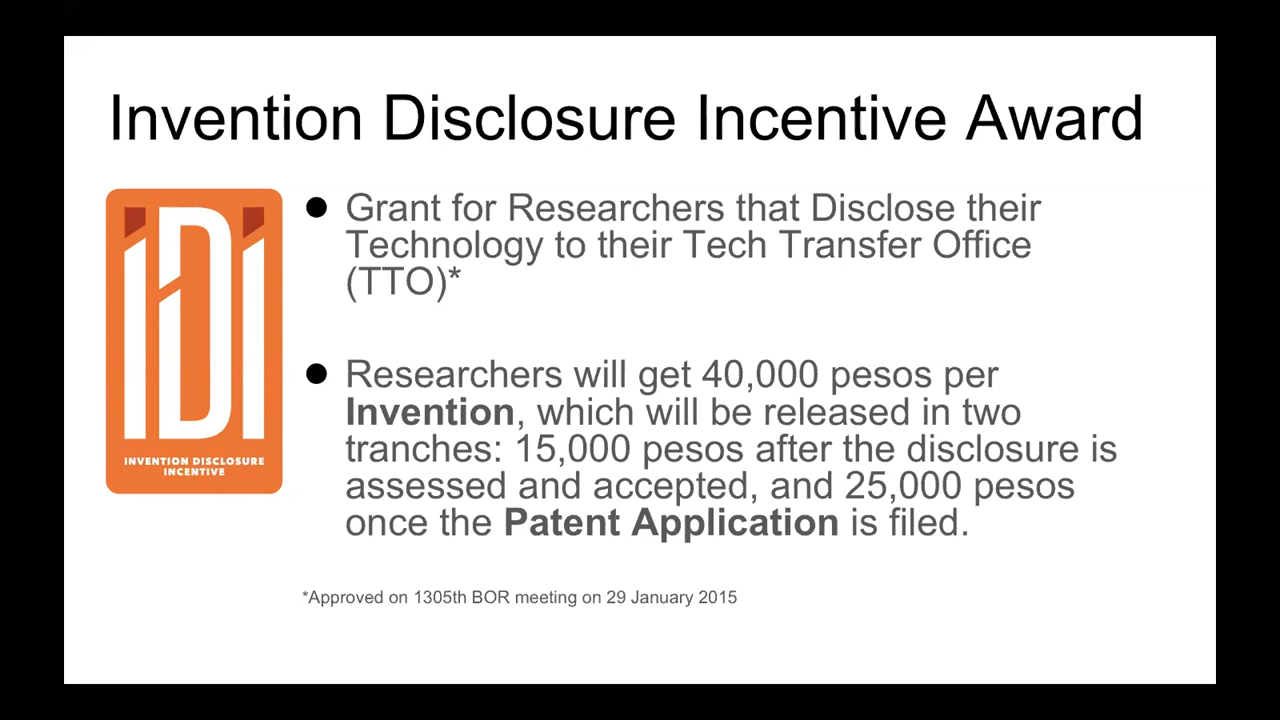 Invention Disclosure Incentive Award
iDi
INVENTION DISCLOSURE
INCENTIVE
● Grant for Researchers that Disclose their
Technology to their Tech Transfer Office
(TTO)*
● Researchers will get 40,000 pesos per
Invention, which will be released in two
tranches: 15,000 pesos after the disclosure is
assessed and accepted, and 25,000 pesos
once the Patent Application is filed.
*Approved on 1305th BOR meeting on 29 January 2015